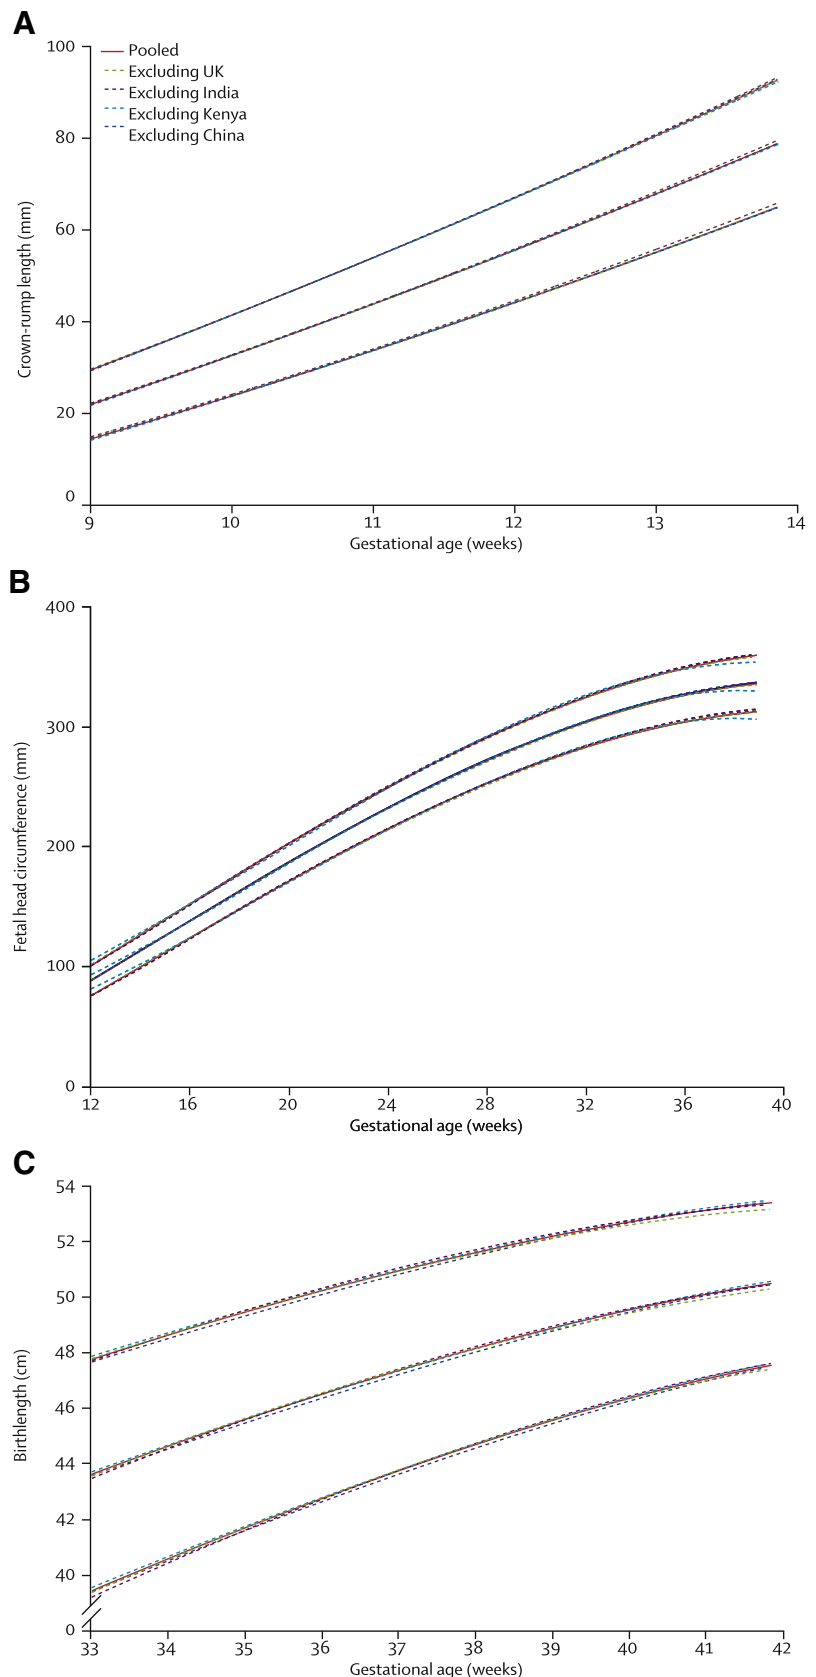 A
100
80
60
40
20
0
Crown-rump length (mm)
Pooled
Excluding UK
Excluding India
Excluding Kenya
Excluding China
9 10 11 12 13 14
Gestational age (weeks)
B
400
300
200
100
0
Fetal head circumference (mm)
12 16 20 24 28 32 36 40
Gestational age (weeks)
C
54
52
50
48
46
44
42
40
0
Birthlength (cm)
33 34 35 36 37 38 39 40 41 42
Gestational age (weeks)